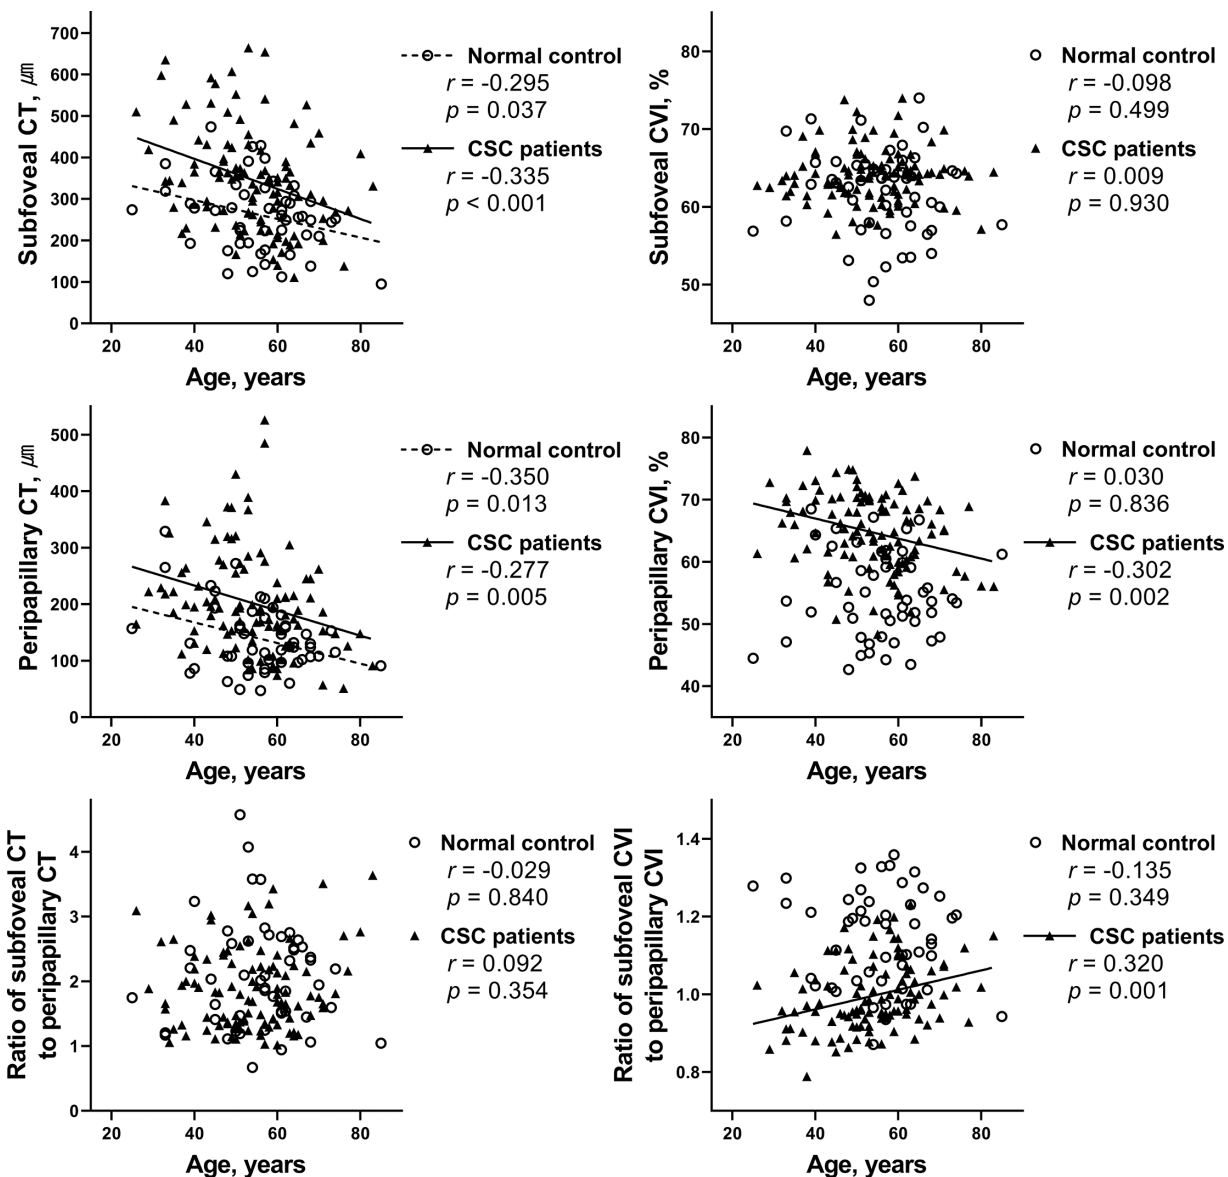 Subfoveal CT, ㎛
700
600
500
400
300
200
100
0
20 40 60 80
Age, years
Normal control
r = -0.295
p = 0.037
CSC patients
r = -0.335
p < 0.001
Subfoveal CVI, %
80
70
60
50
20 40 60 80
Age, years
Normal control
r = -0.098
p = 0.499
CSC patients
r = 0.009
p = 0.930
Peripapillary CT, ㎛
500
400
300
200
100
0
20 40 60 80
Age, years
Normal control
r = -0.350
p = 0.013
CSC patients
r = -0.277
p = 0.005
Peripapillary CVI, %
80
70
60
50
40
20 40 60 80
Age, years
Normal control
r = 0.030
p = 0.836
CSC patients
r = -0.302
p = 0.002
Ratio of subfoveal CT
to peripapillary CT
4
3
2
1
0
20 40 60 80
Age, years
Normal control
r = -0.029
p = 0.840
CSC patients
r = 0.092
p = 0.354
Ratio of subfoveal CVI
to peripapillary CVI
1.4
1.2
1.0
0.8
20 40 60 80
Age, years
Normal control
r = -0.135
p = 0.349
CSC patients
r = 0.320
p = 0.001